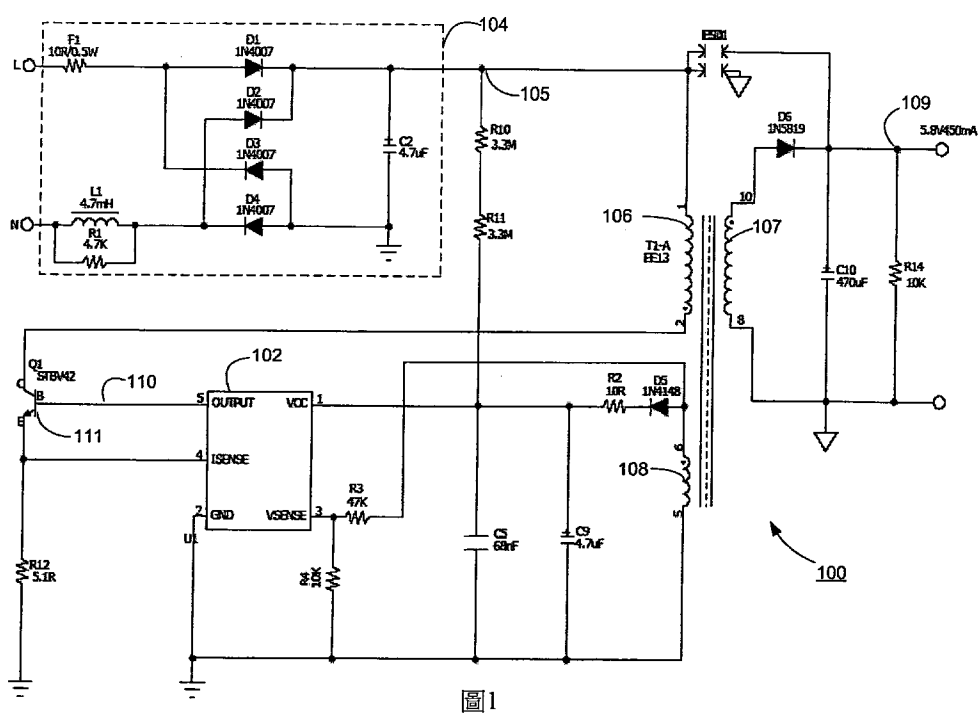 104
F1
10R/0.5W
L
D1
1N4007
D2
1N4007
D3
1N4007
D4
1N4007
C2
4.7uF
L1
4.7mH
N
R1
4.7K
105
R10
3.3M
R11
3.3M
D6
1N5819
109
5.8V450mA
1
10
106
107
T1-A
EE13
2
8
C10
470uF
R14
10K
Q1
STBV42
C
B
E
110
111
102
5
OUTPUT
VCC
1
4
ISENSE
2
GND
VSENSE
3
U1
R2
10R
D5
1N4148
6
108
5
R3
47K
R4
10K
C5
68nF
C9
4.7uF
R12
5.1R
100
圖1